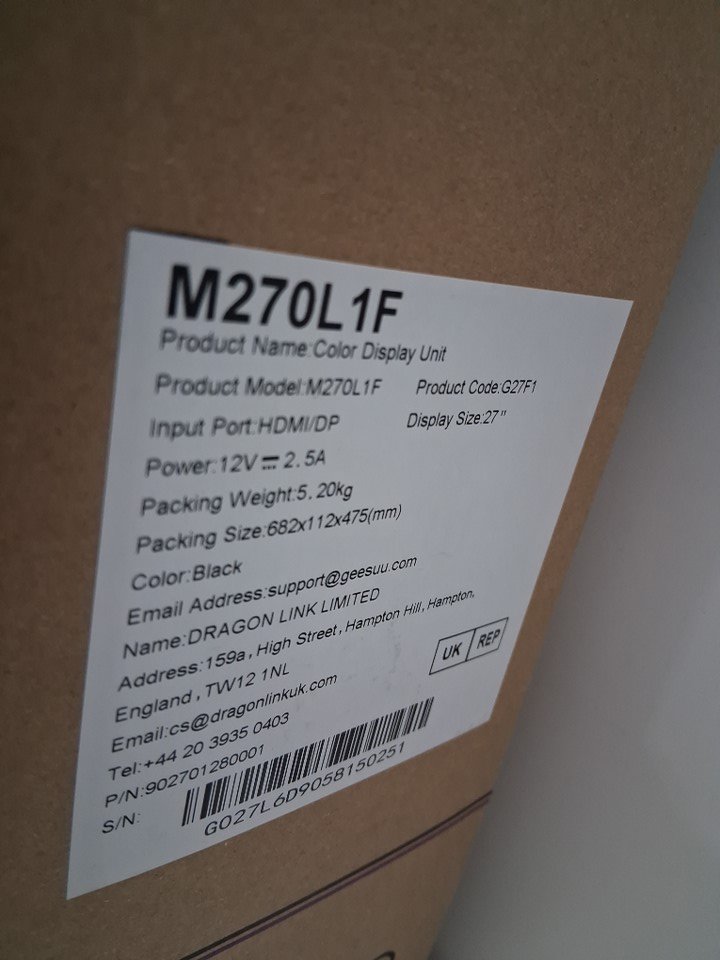 M270L1F
Product Name:Color Display Unit
Product Model:M270L1F Product Code:G27F1
Input Port:HDMI/DP Display Size:27"
Power:12V⎓2.5A
Packing Weight:5.20kg
Packing Size:682x112x475(mm)
Color:Black
Email Address:support@geesuu.com
Name:DRAGON LINK LIMITED
Address:159a, High Street, Hampton Hill, Hampton,
England, TW12 1NL
UK REP
Email:cs@dragonlinkuk.com
Tel:+44 20 3935 0403
P/N:902701280001
S/N:
G027L6D9058150251